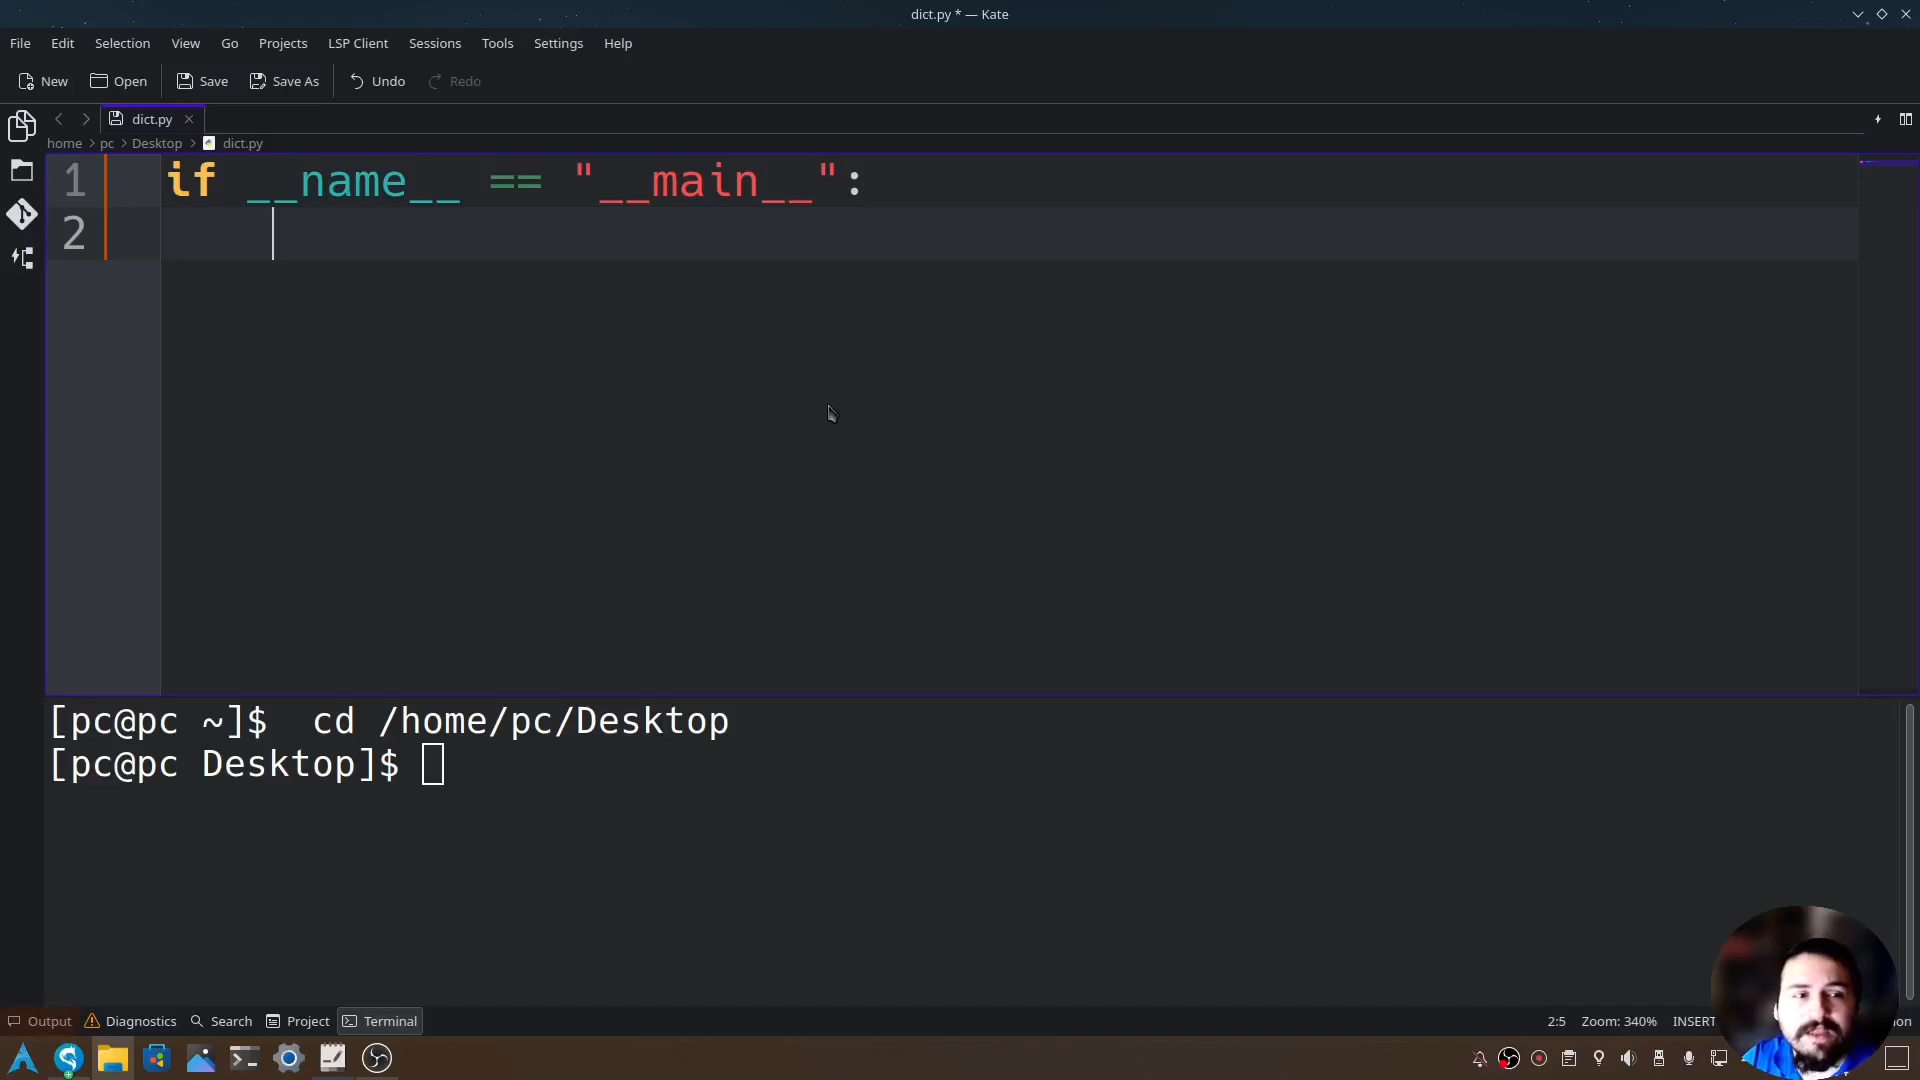 dict.py * — Kate
File Edit Selection View Go Projects LSP Client Sessions Tools Settings Help
New Open Save Save As Undo Redo
dict.py
home > pc > Desktop > dict.py
1 if __name__ == "__main__":
2
[pc@pc ~]$  cd /home/pc/Desktop
[pc@pc Desktop]$
Output Diagnostics Search Project Terminal 2:5 Zoom: 340% INSERT